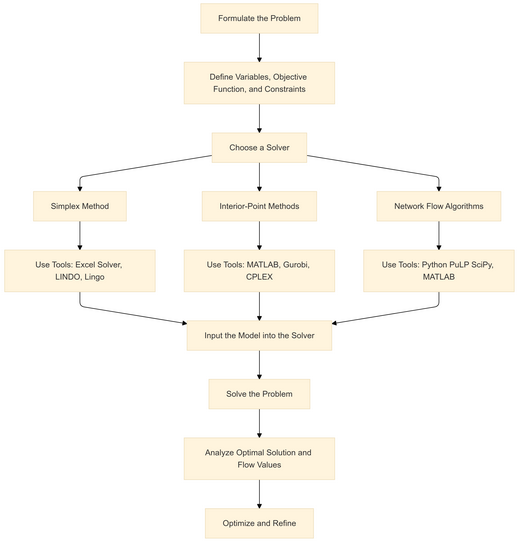 Formulate the Problem
Define Variables, Objective
Function, and Constraints
Choose a Solver
Simplex Method
Interior-Point Methods
Network Flow Algorithms
Use Tools: Excel Solver,
LINDO, Lingo
Use Tools: MATLAB, Gurobi,
CPLEX
Use Tools: Python PuLP SciPy,
MATLAB
Input the Model into the Solver
Solve the Problem
Analyze Optimal Solution and
Flow Values
Optimize and Refine